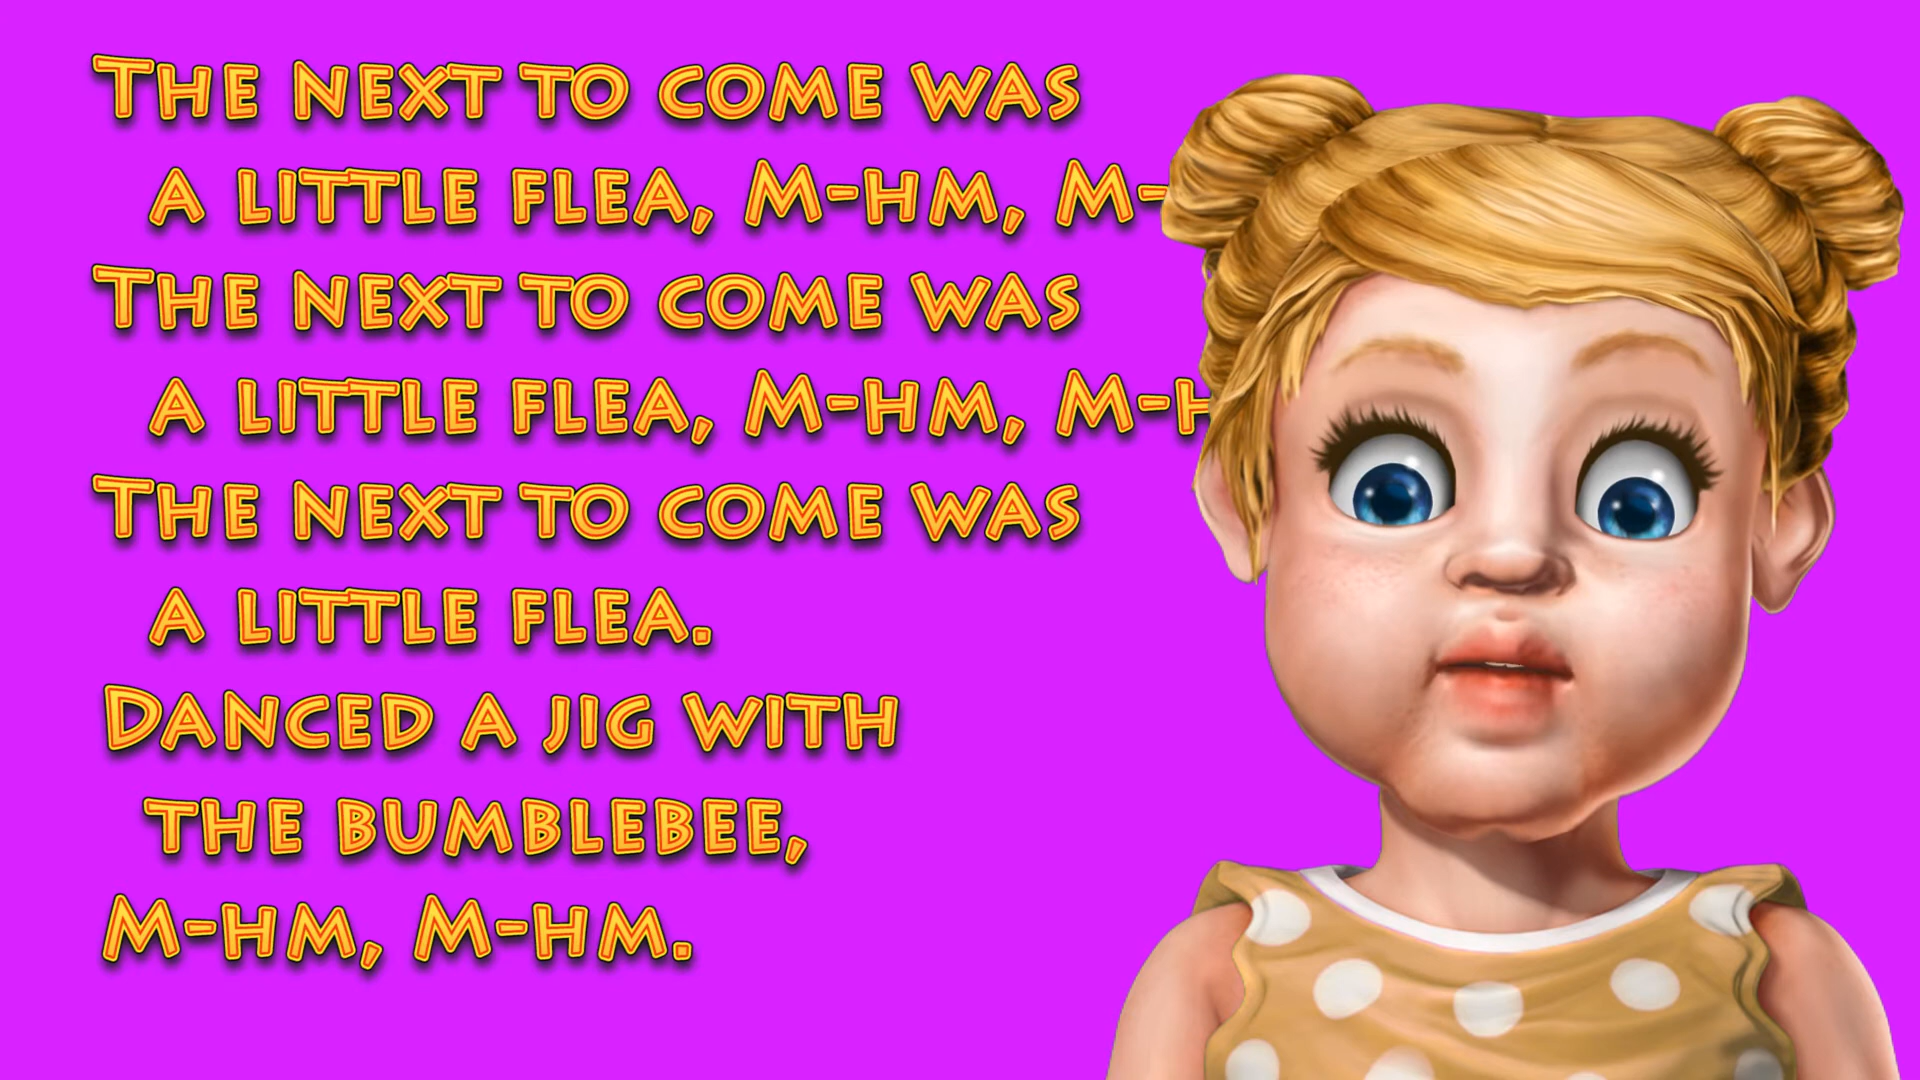 The next to come was
a little flea, M-hm, M-
The next to come was
a little flea, M-hm, M-h
The next to come was
a little flea.
Danced a jig with
the bumblebee,
M-hm, M-hm.